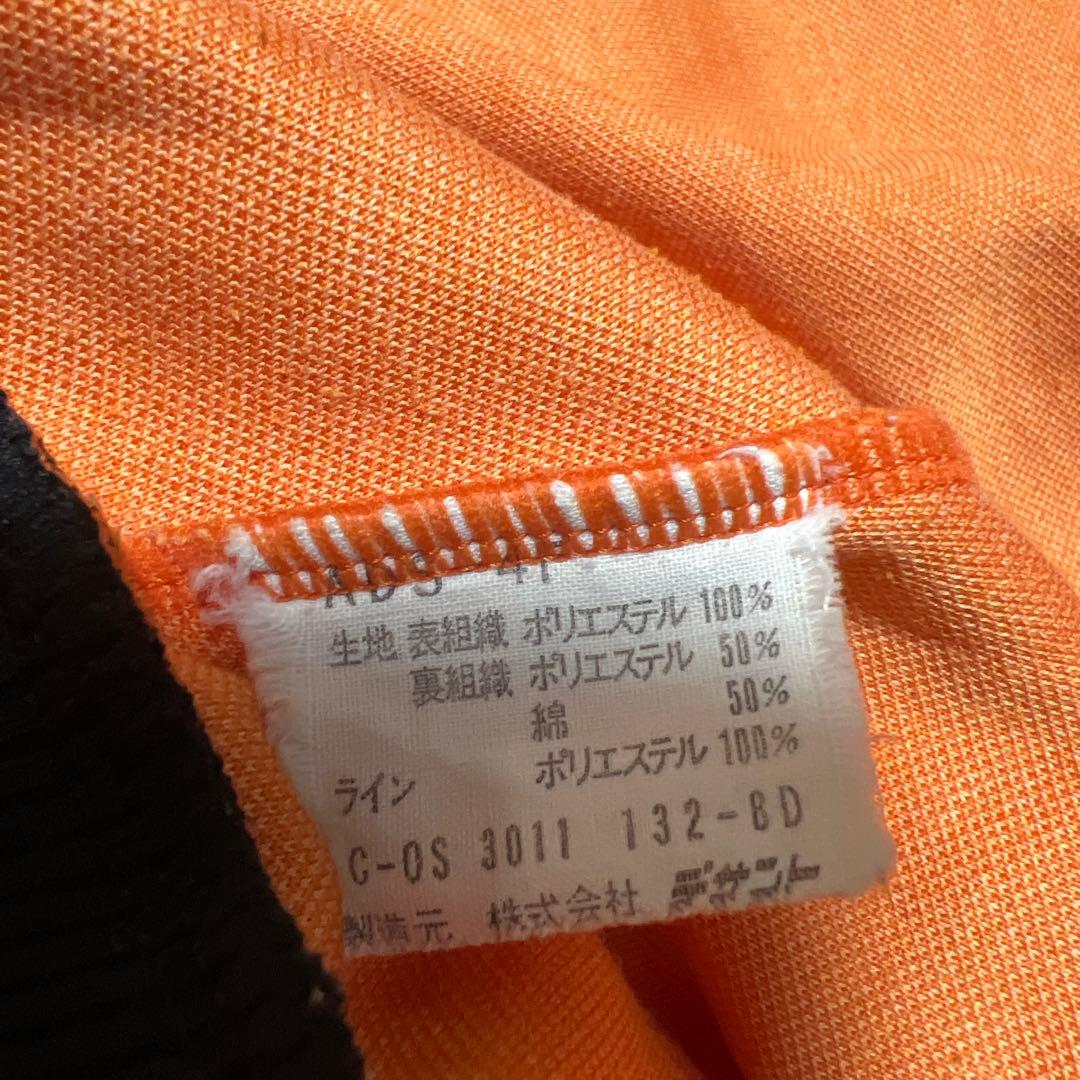 生地 表組織 ポリエステル 100%
裏組織 ポリエステル 50%
綿 50%
ライン ポリエステル 100%
C-OS 3011 132-BD
製造元 株式会社 デサント